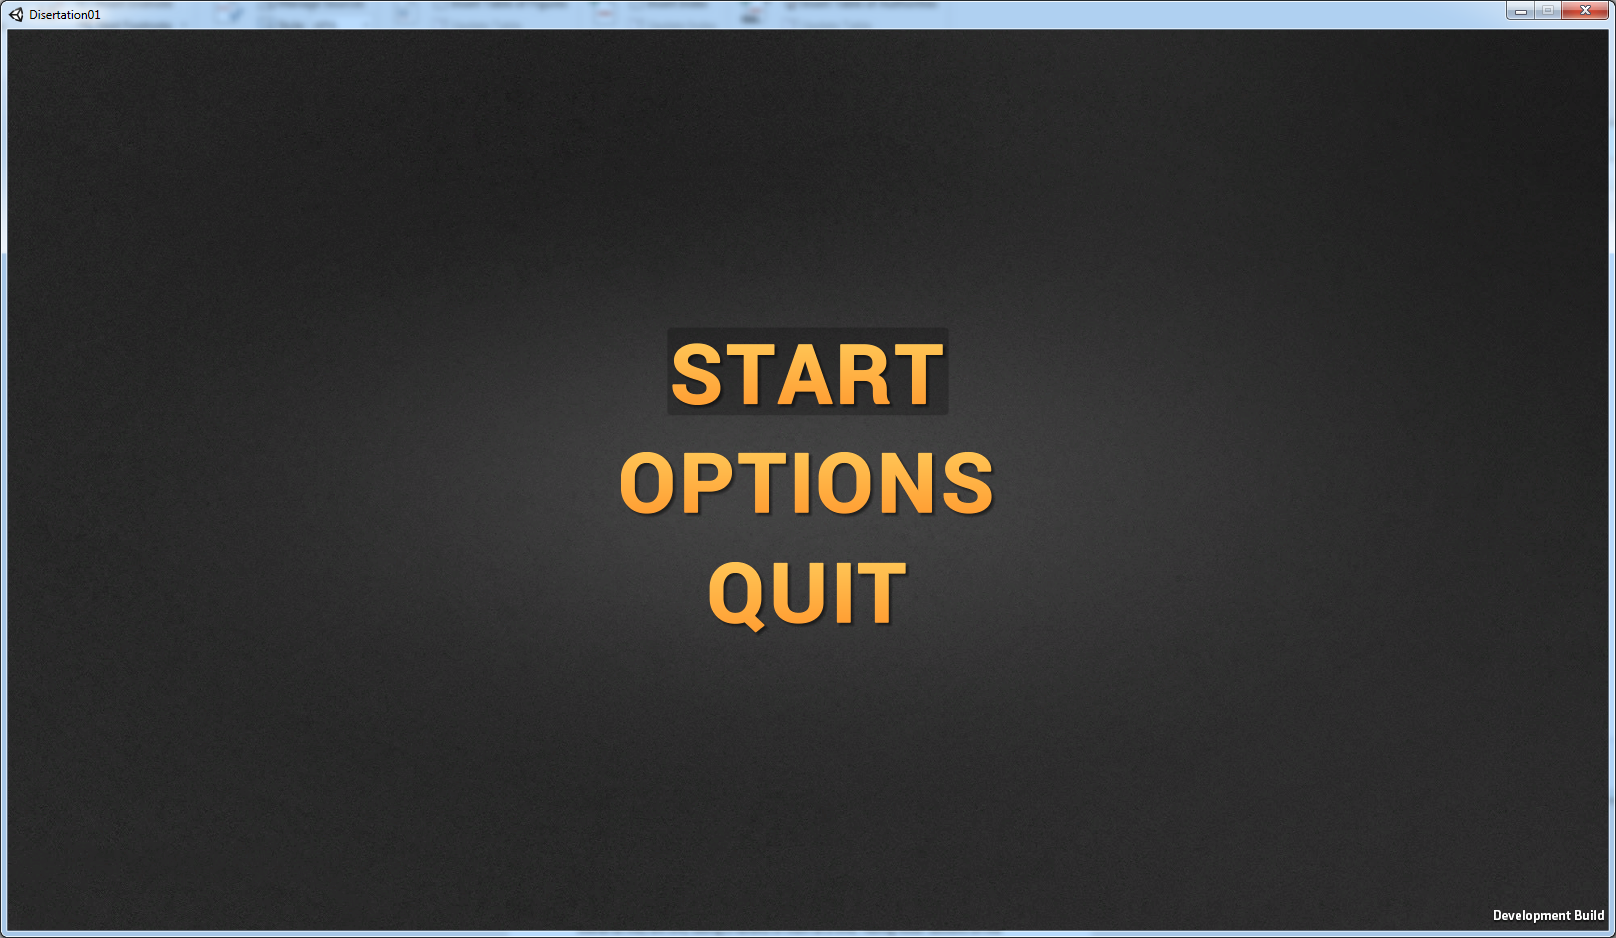 Disertation01
START
OPTIONS
QUIT
Development Build